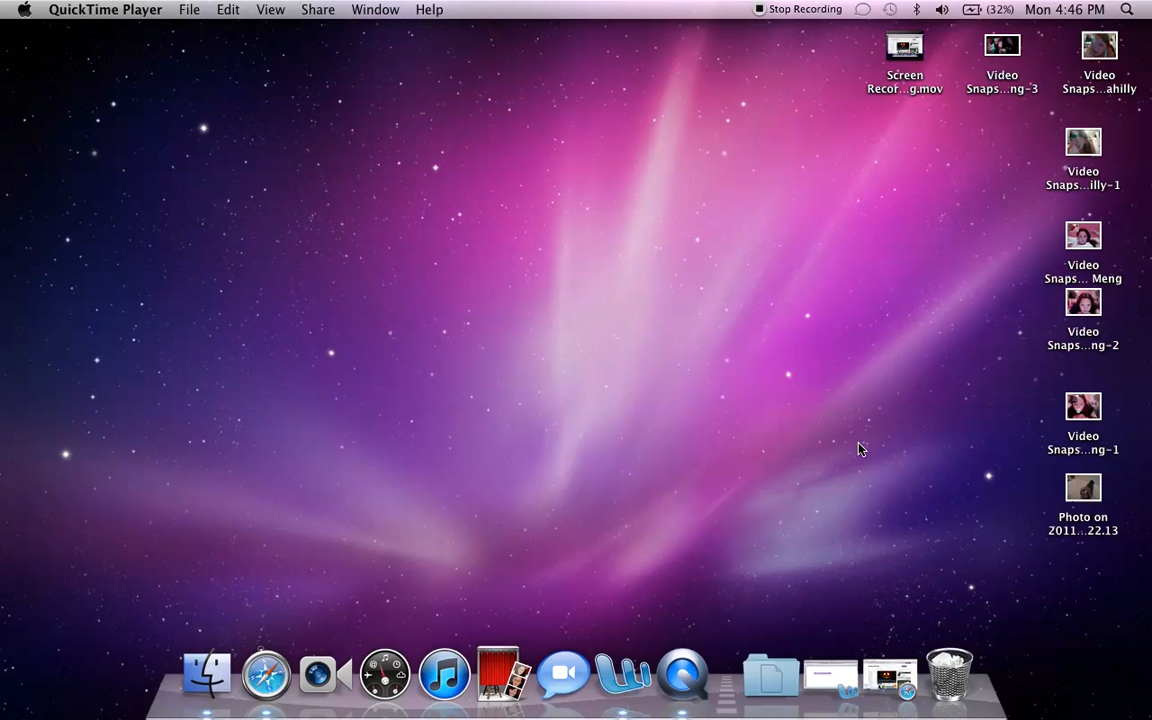 QuickTime Player File Edit View Share Window Help Stop Recording (32%) Mon 4:46 PM
Screen
Recor...g.mov
Video
Snaps...ng-3
Video
Snaps...ahilly
Video
Snaps...illy-1
Video
Snaps... Meng
Video
Snaps...ng-2
Video
Snaps...ng-1
Photo on
2011...22.13